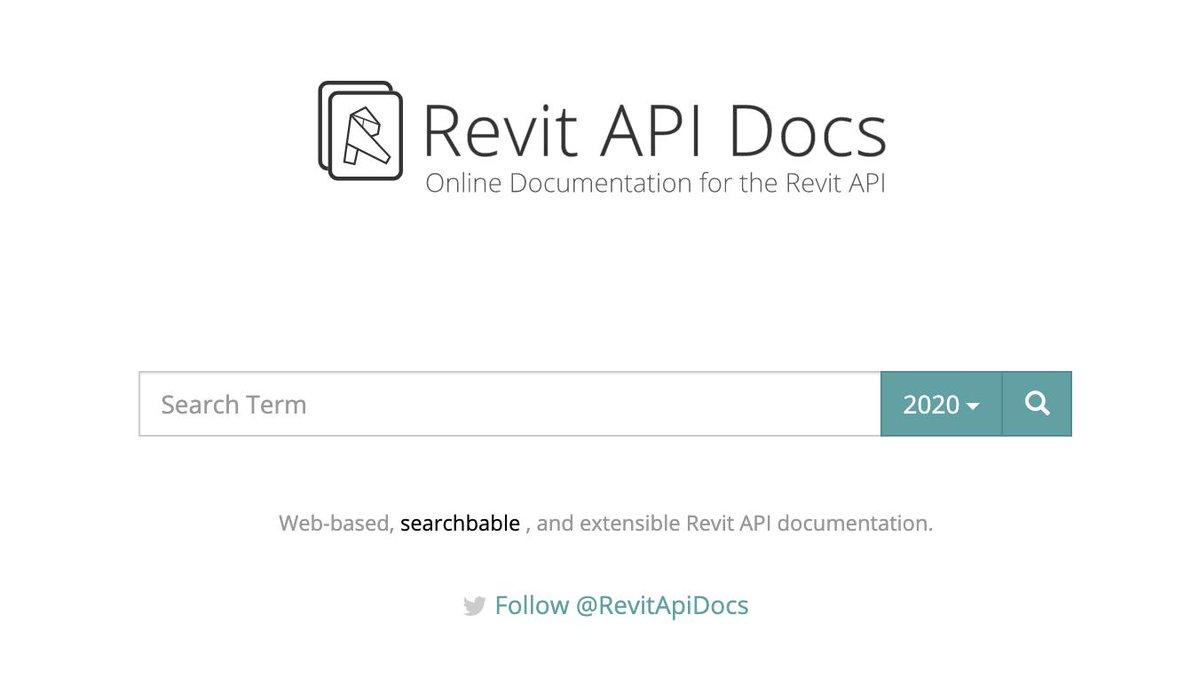 Revit API Docs
Online Documentation for the Revit API
Search Term
2020
Web-based, searchbable , and extensible Revit API documentation.
Follow @RevitApiDocs